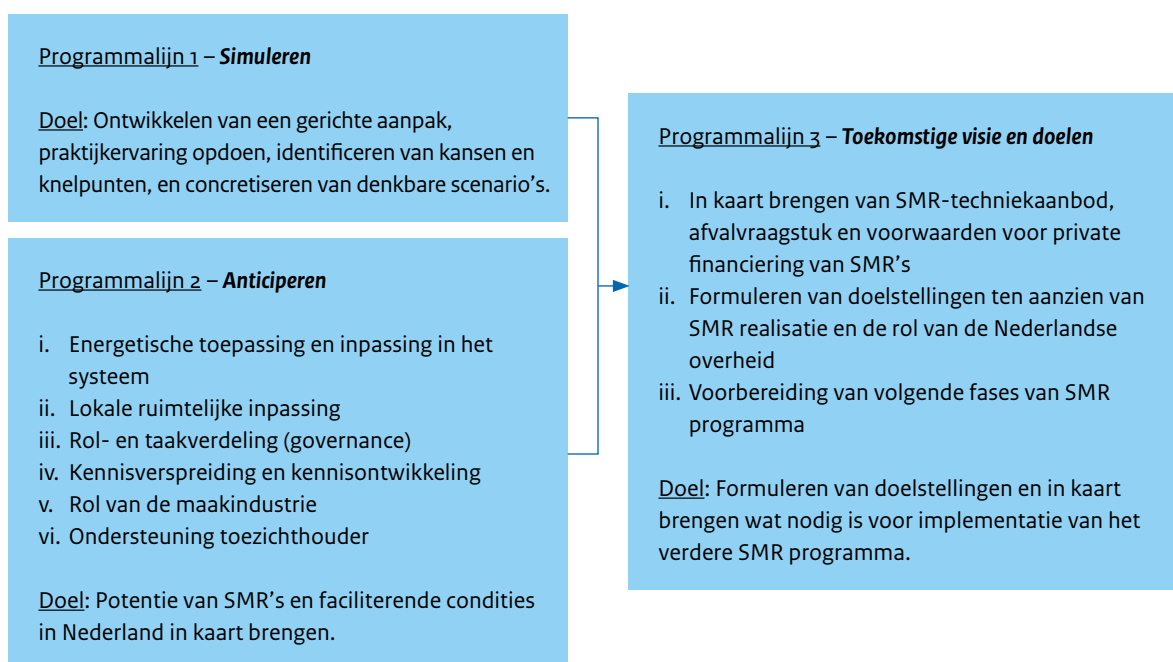 Programmalijn 1 – Simuleren
Doel: Ontwikkelen van een gerichte aanpak,
praktijkervaring opdoen, identificeren van kansen en
knelpunten, en concretiseren van denkbare scenario's.
Programmalijn 2 – Anticiperen
i. Energetische toepassing en inpassing in het
systeem
ii. Lokale ruimtelijke inpassing
iii. Rol- en taakverdeling (governance)
iv. Kennisverspreiding en kennisontwikkeling
v. Rol van de maakindustrie
vi. Ondersteuning toezichthouder
Doel: Potentie van SMR's en faciliterende condities
in Nederland in kaart brengen.
Programmalijn 3 – Toekomstige visie en doelen
i. In kaart brengen van SMR-techniekaanbod,
afvalvraagstuk en voorwaarden voor private
financiering van SMR's
ii. Formuleren van doelstellingen ten aanzien van
SMR realisatie en de rol van de Nederlandse
overheid
iii. Voorbereiding van volgende fases van SMR
programma
Doel: Formuleren van doelstellingen en in kaart
brengen wat nodig is voor implementatie van het
verdere SMR programma.